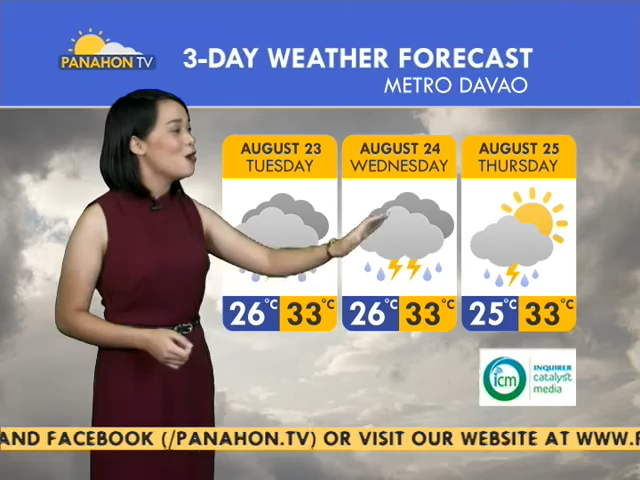 PANAHON TV
3-DAY WEATHER FORECAST
METRO DAVAO
AUGUST 23
TUESDAY
26°C 33°C
AUGUST 24
WEDNESDAY
26°C 33°C
AUGUST 25
THURSDAY
25°C 33°C
icm
INQUIRER
catalyst
media
AND FACEBOOK (/PANAHON.TV) OR VISIT OUR WEBSITE AT WWW.